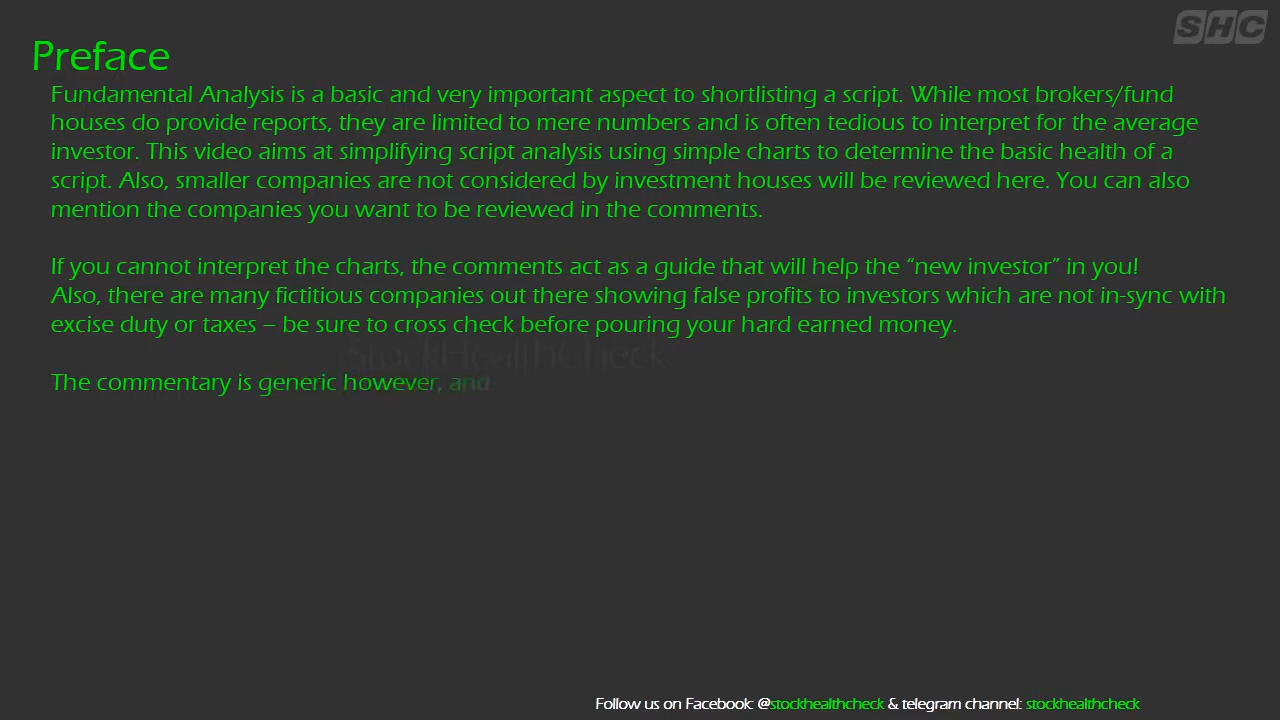 SHC
Preface
Fundamental Analysis is a basic and very important aspect to shortlisting a script. While most brokers/fund
houses do provide reports, they are limited to mere numbers and is often tedious to interpret for the average
investor. This video aims at simplifying script analysis using simple charts to determine the basic health of a
script. Also, smaller companies are not considered by investment houses will be reviewed here. You can also
mention the companies you want to be reviewed in the comments.
If you cannot interpret the charts, the comments act as a guide that will help the “new investor” in you!
Also, there are many fictitious companies out there showing false profits to investors which are not in-sync with
excise duty or taxes – be sure to cross check before pouring your hard earned money.
StockHealthCheck
The commentary is generic however, and
Follow us on Facebook: @stockhealthcheck & telegram channel: stockhealthcheck